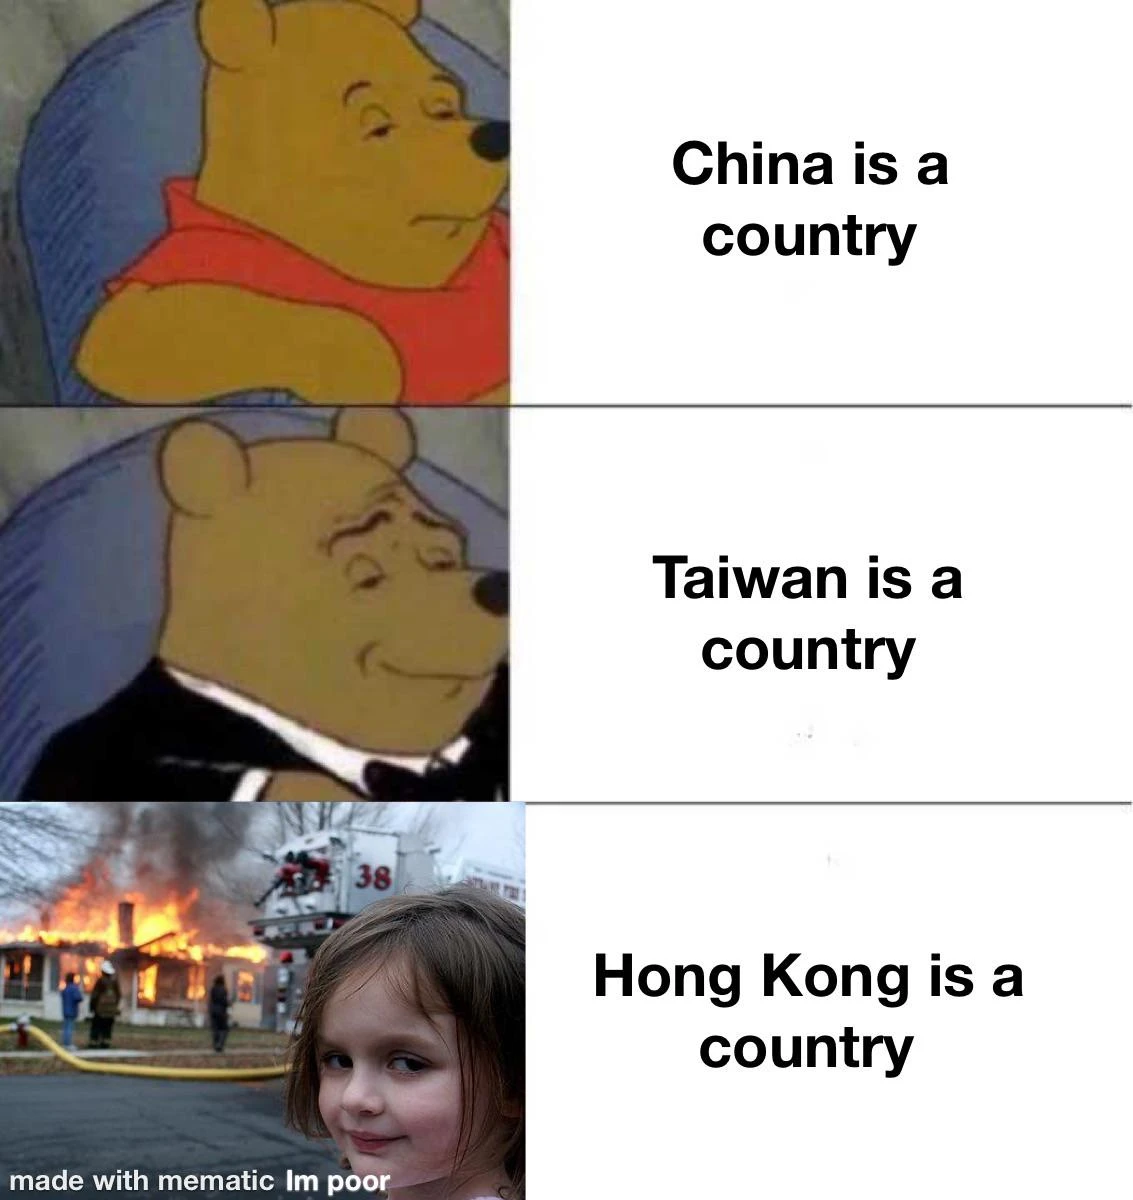 China is a
country
Taiwan is a
country
38
Hong Kong is a
country
made with mematic Im poor